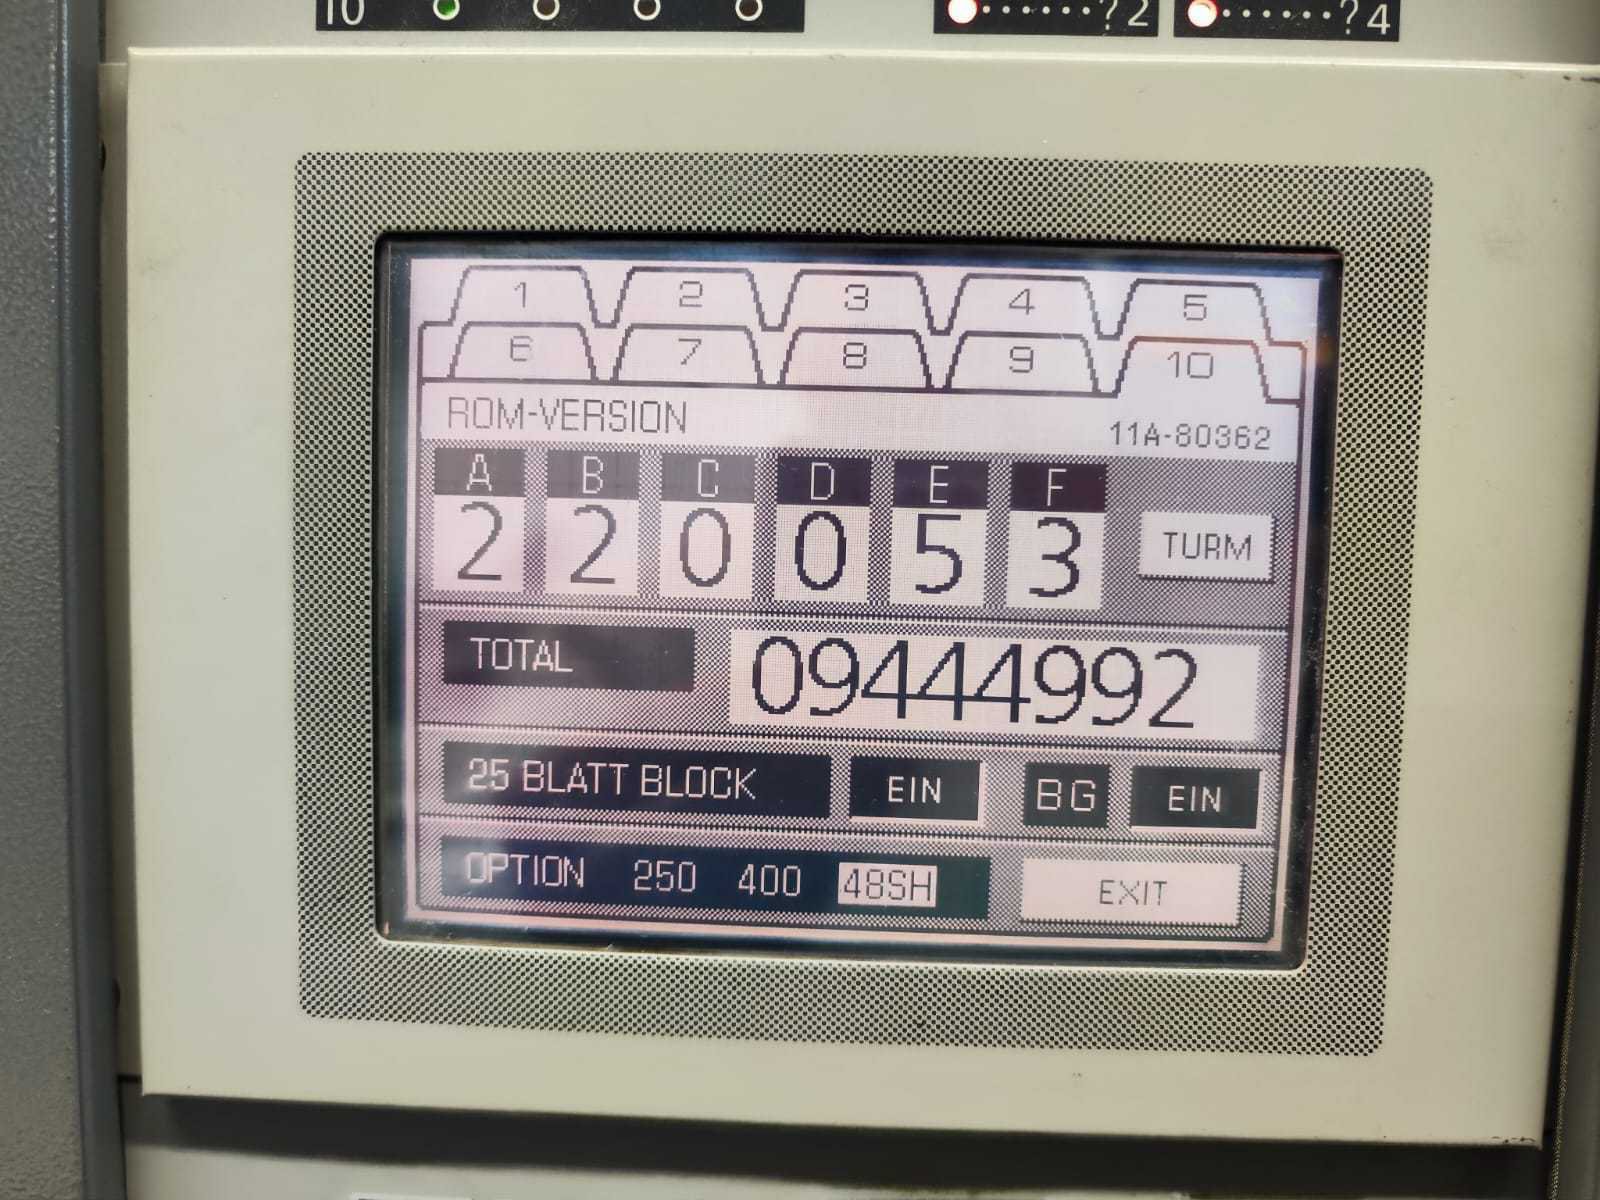 10
?2 ?4
1 2 3 4 5
6 7 8 9 10
ROM-VERSION 11A-80362
A B C D E F
2 2 0 0 5 3 TURM
TOTAL 09444992
25 BLATT BLOCK EIN BG EIN
OPTION 250 400 48SH EXIT